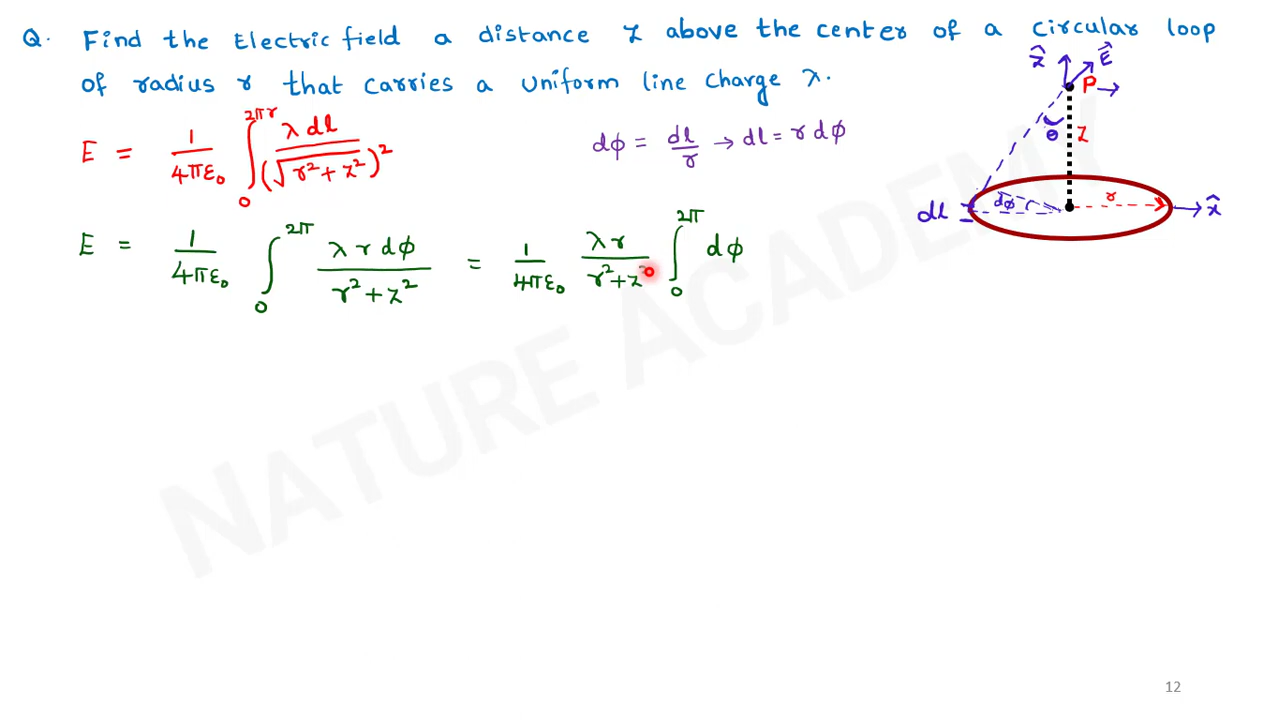 Q. Find the Electric field a distance z above the center of a circular loop
of radius r that carries a uniform line charge λ.
E = 1/4πε₀ ∫₀^2πr λ dl/(√r²+z²)²
dφ = dl/r → dl = r dφ
E = 1/4πε₀ ∫₀^2π λ r dφ/r²+z² = 1/4πε₀ λr/r²+z² ∫₀^2π dφ
ẑ E⃗
P
θ z
dl dφ r x̂
NATURE ACADEMY
12